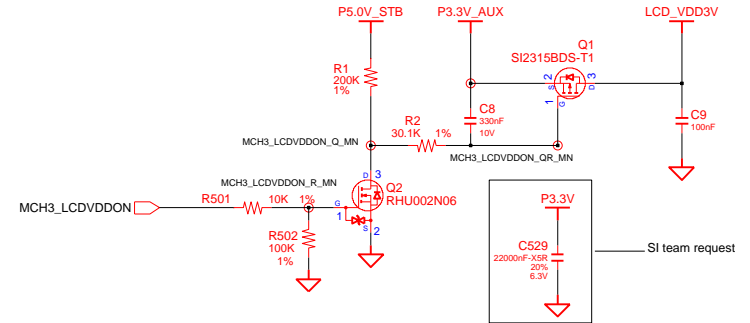 P5.0V_STB
P3.3V_AUX
LCD_VDD3V
Q1
SI2315BDS-T1
2
3
S
D
1
G
R1
200K
1%
C8
330nF
10V
C9
100nF
R2
30.1K 1%
MCH3_LCDVDDON_Q_MN
MCH3_LCDVDDON_QR_MN
D 3
Q2
RHU002N06
MCH3_LCDVDDON_R_MN
MCH3_LCDVDDON
R501
10K 1%
G
1
S
2
R502
100K
1%
P3.3V
C529
22000nF-X5R
20%
6.3V
SI team request